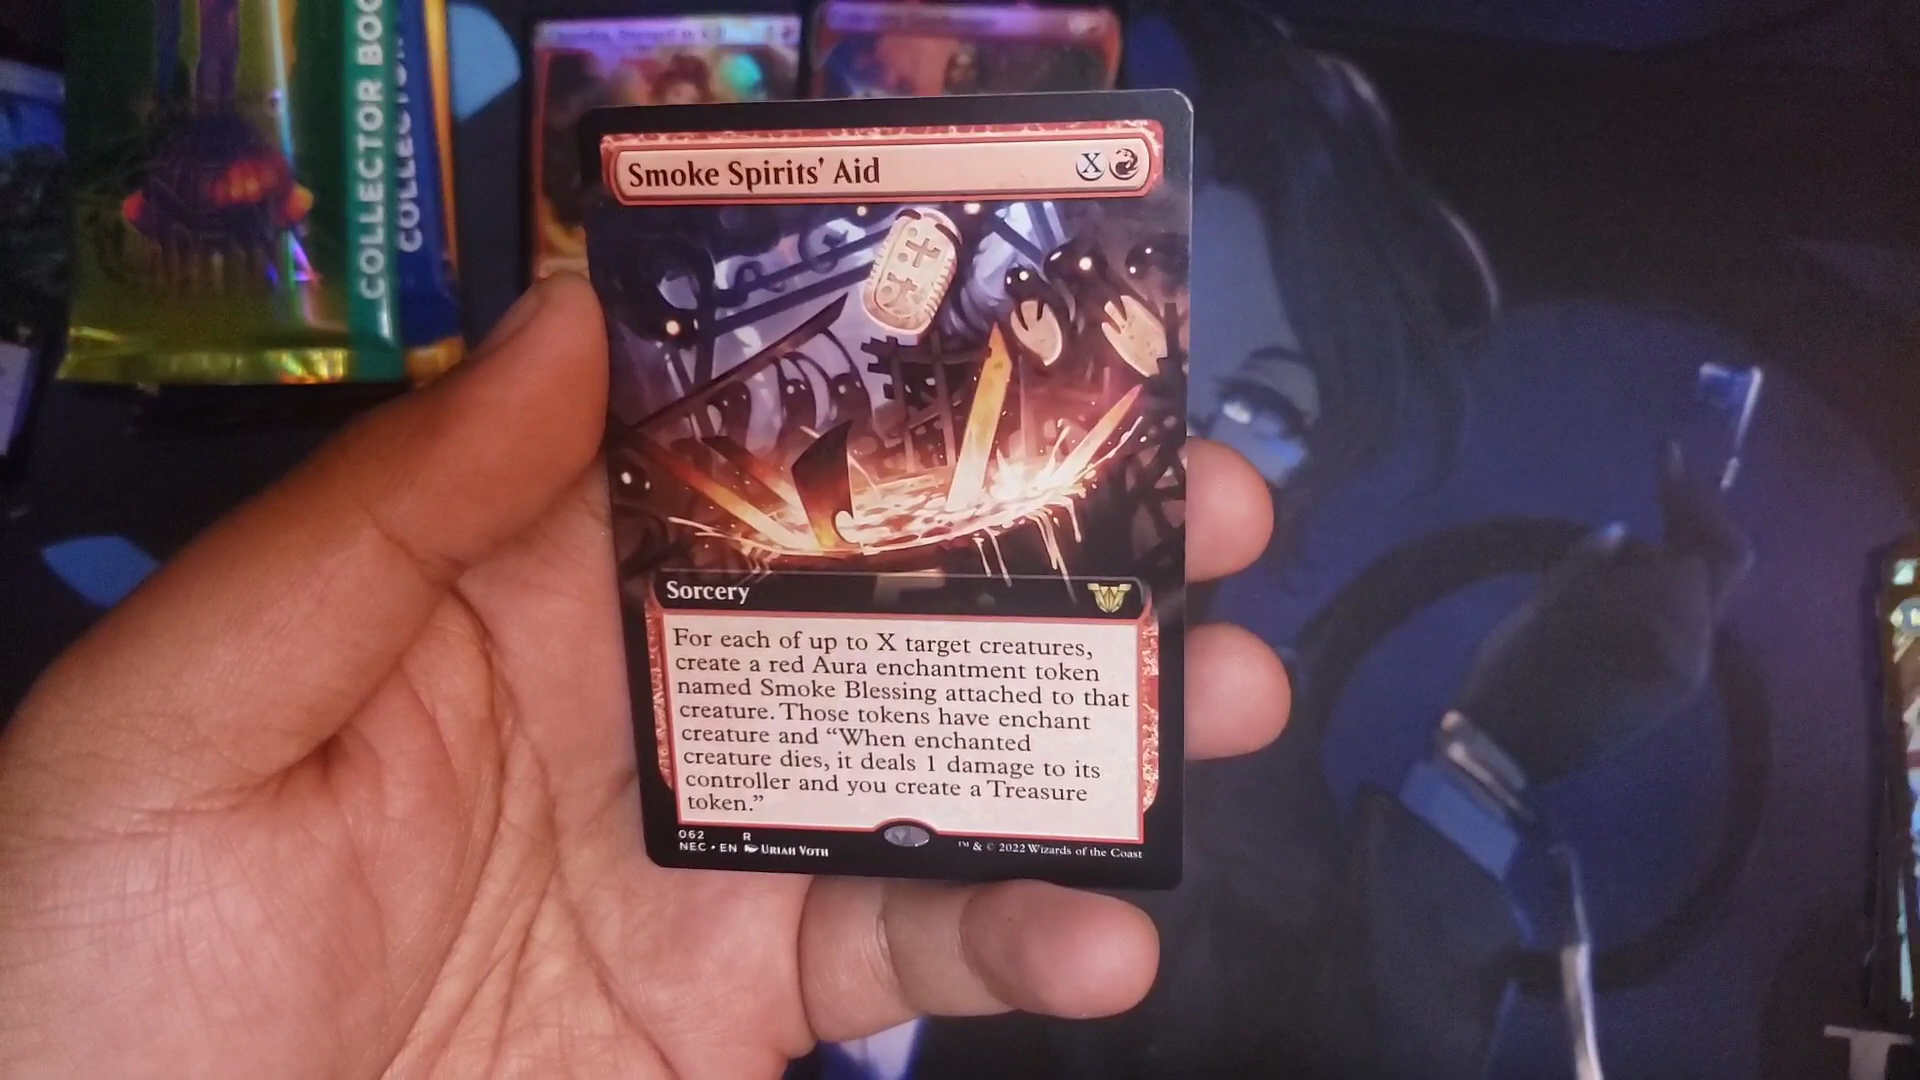 COLLECTOR BOO
COLLECTOR
Smoke Spirits' Aid
X
Sorcery
For each of up to X target creatures,
create a red Aura enchantment token
named Smoke Blessing attached to that
creature. Those tokens have enchant
creature and “When enchanted
creature dies, it deals 1 damage to its
controller and you create a Treasure
token.”
062 R
NEC • EN URIAH VOTH
™ & © 2022 Wizards of the Coast